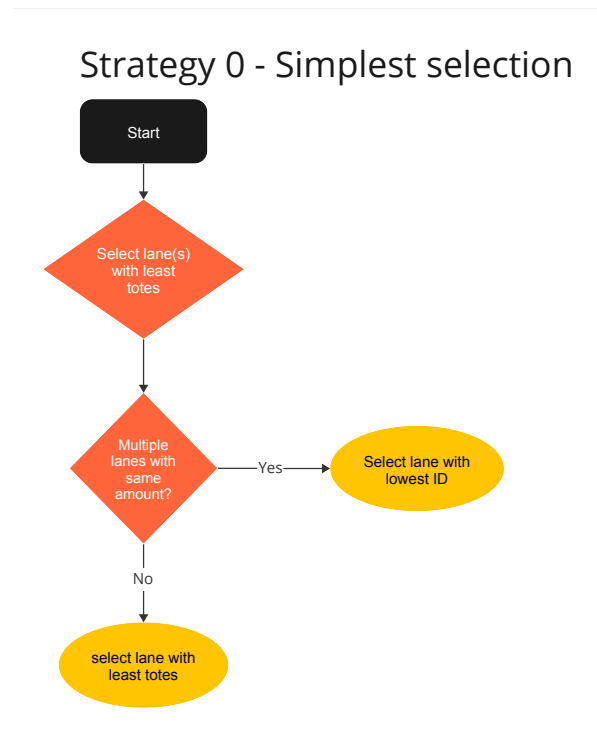 Strategy 0 - Simplest selection
Start
Select lane(s)
with least
totes
Multiple
lanes with
same
amount?
Yes
Select lane with
lowest ID
No
select lane with
least totes